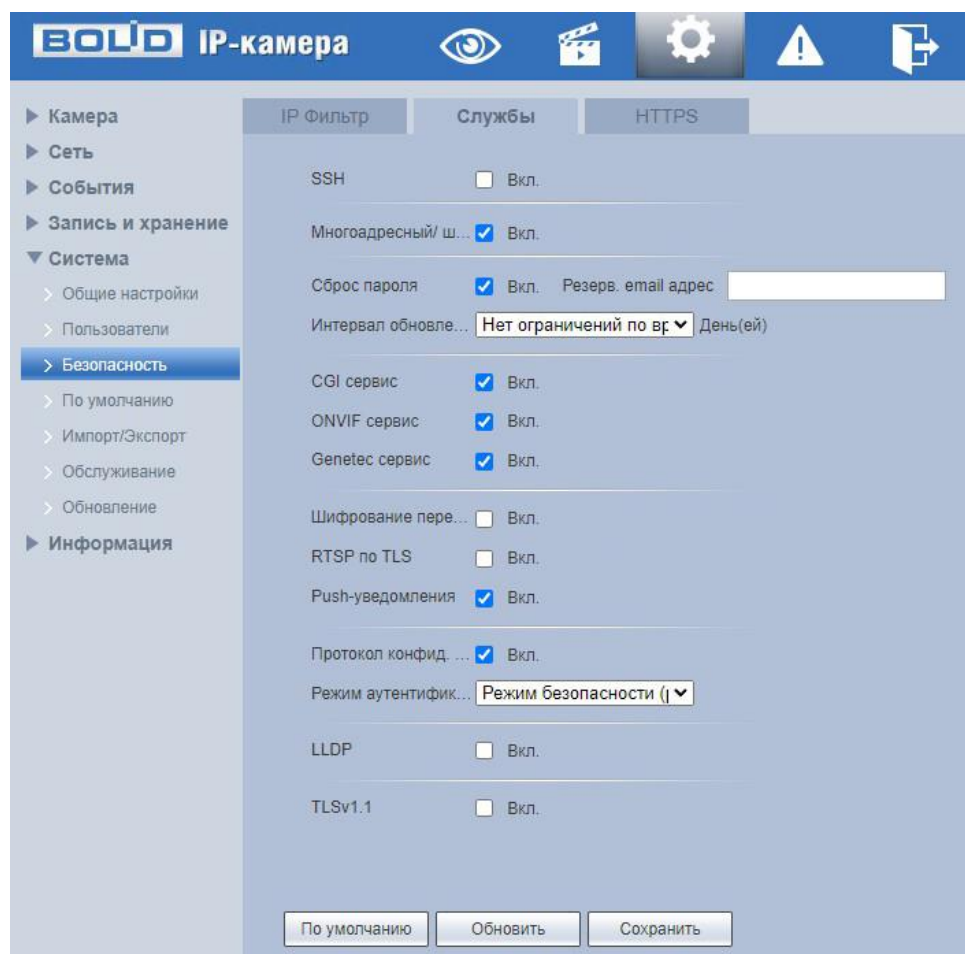 BOLID IP-камера
Камера
Сеть
События
Запись и хранение
Система
Общие настройки
Пользователи
Безопасность
По умолчанию
Импорт/Экспорт
Обслуживание
Обновление
Информация
IP Фильтр Службы HTTPS
SSH Вкл.
Многоадресный/ ш... Вкл.
Сброс пароля Вкл. Резерв. email адрес
Интервал обновле... Нет ограничений по вр День(ей)
CGI сервис Вкл.
ONVIF сервис Вкл.
Genetec сервис Вкл.
Шифрование пере... Вкл.
RTSP по TLS Вкл.
Push-уведомления Вкл.
Протокол конфид. ... Вкл.
Режим аутентифик... Режим безопасности (р
LLDP Вкл.
TLSv1.1 Вкл.
По умолчанию Обновить Сохранить